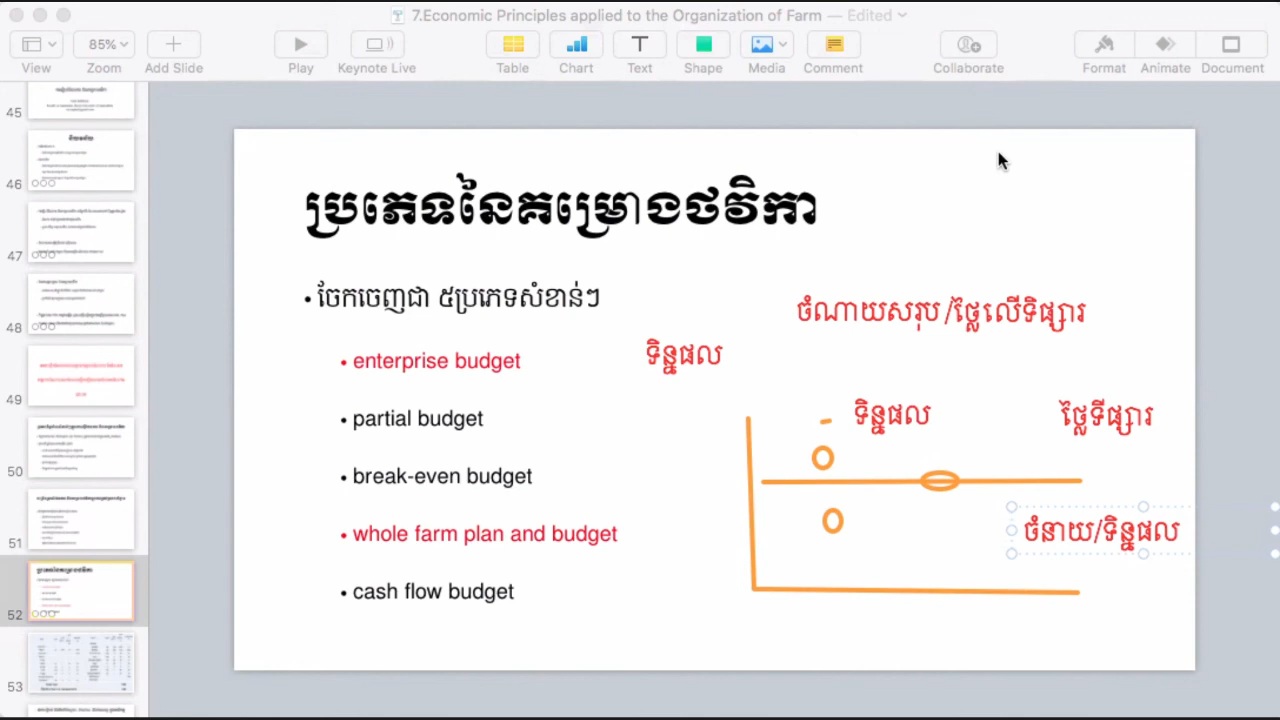 7.Economic Principles applied to the Organization of Farm — Edited
85%
View
Zoom
Add Slide
Play
Keynote Live
Table
Chart
Text
Shape
Media
Comment
Collaborate
Format
Animate
Document
45
46
47
48
49
50
51
52
53
ប្រភេទនៃគម្រោងថវិកា
• ចែកចេញជា ៥ប្រភេទសំខាន់ៗ
• enterprise budget
• partial budget
• break-even budget
• whole farm plan and budget
• cash flow budget
ចំណាយសរុប/ថ្លៃលើទិផ្សារ
ទិន្នផល
ទិន្នផល
ថ្លៃទីផ្សារ
ចំនាយ/ទិន្នផល